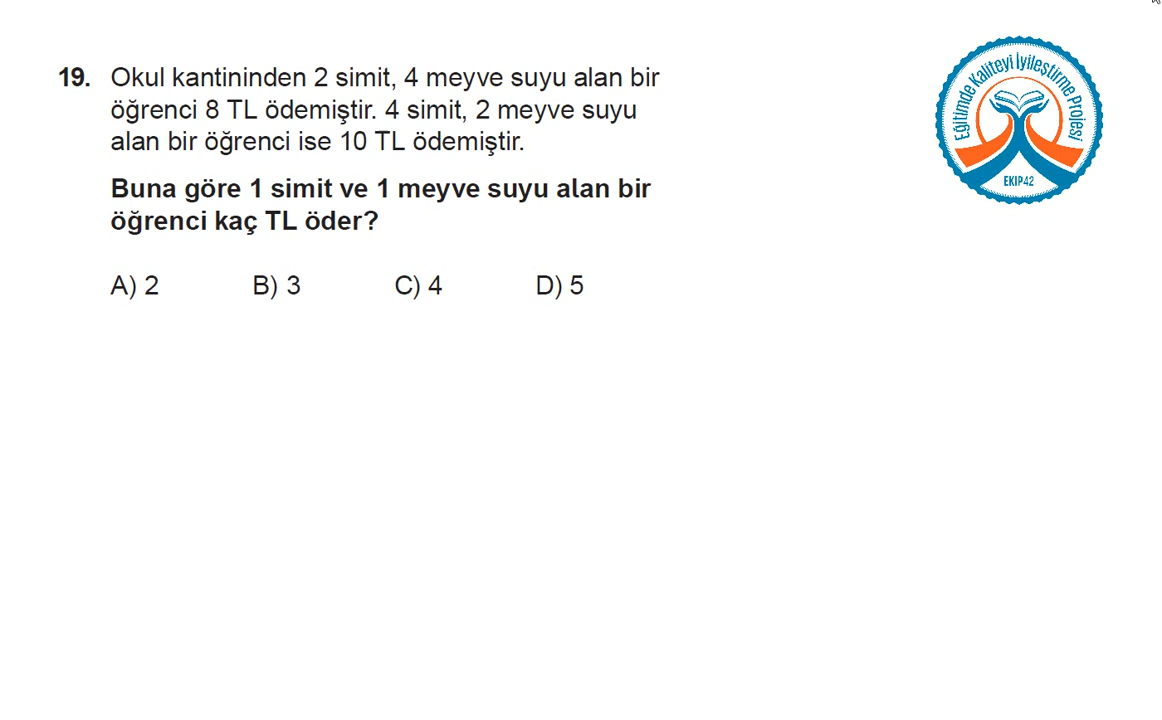 19. Okul kantininden 2 simit, 4 meyve suyu alan bir
öğrenci 8 TL ödemiştir. 4 simit, 2 meyve suyu
alan bir öğrenci ise 10 TL ödemiştir.
Buna göre 1 simit ve 1 meyve suyu alan bir
öğrenci kaç TL öder?
A) 2 B) 3 C) 4 D) 5
Eğitimde Kaliteyi İyileştirme Projesi
EKIP42